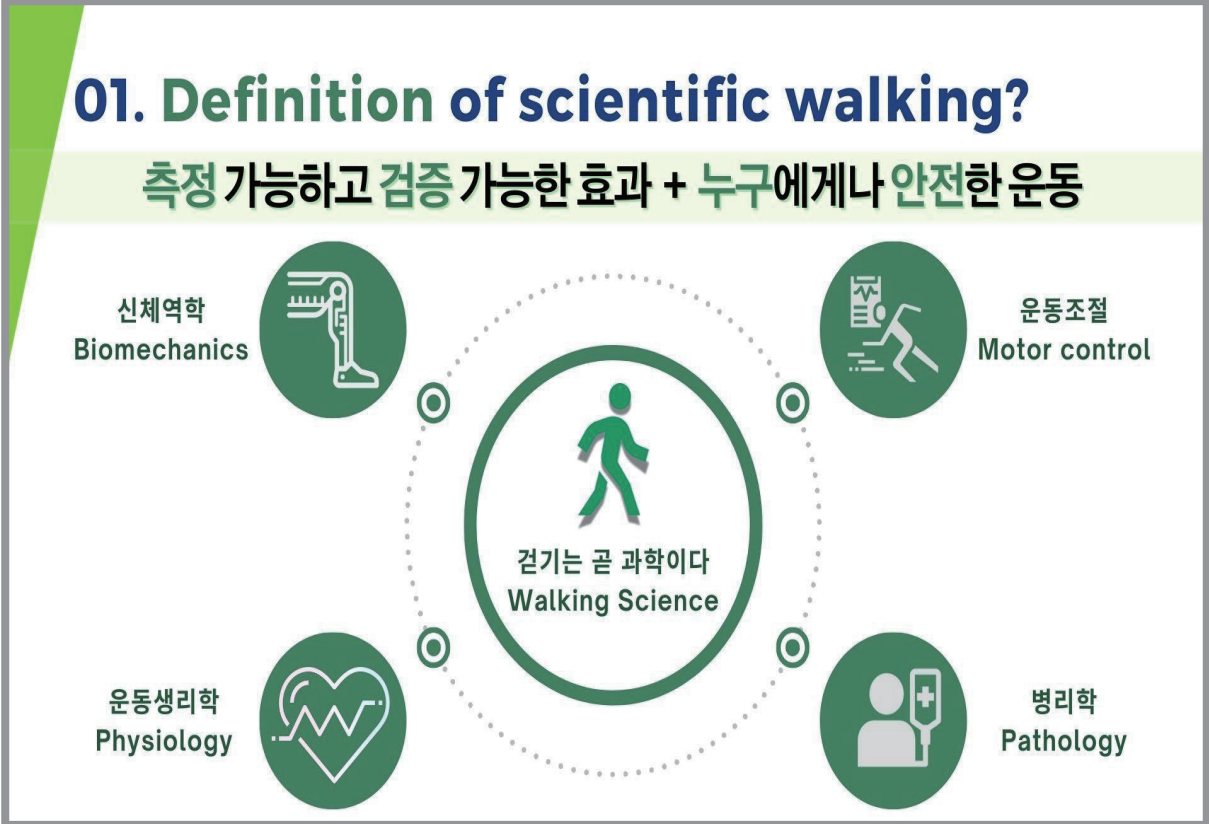 01. Definition of scientific walking?
측정 가능하고 검증 가능한 효과 + 누구에게나 안전한 운동
신체역학
Biomechanics
운동조절
Motor control
걷기는 곧 과학이다
Walking Science
운동생리학
Physiology
병리학
Pathology